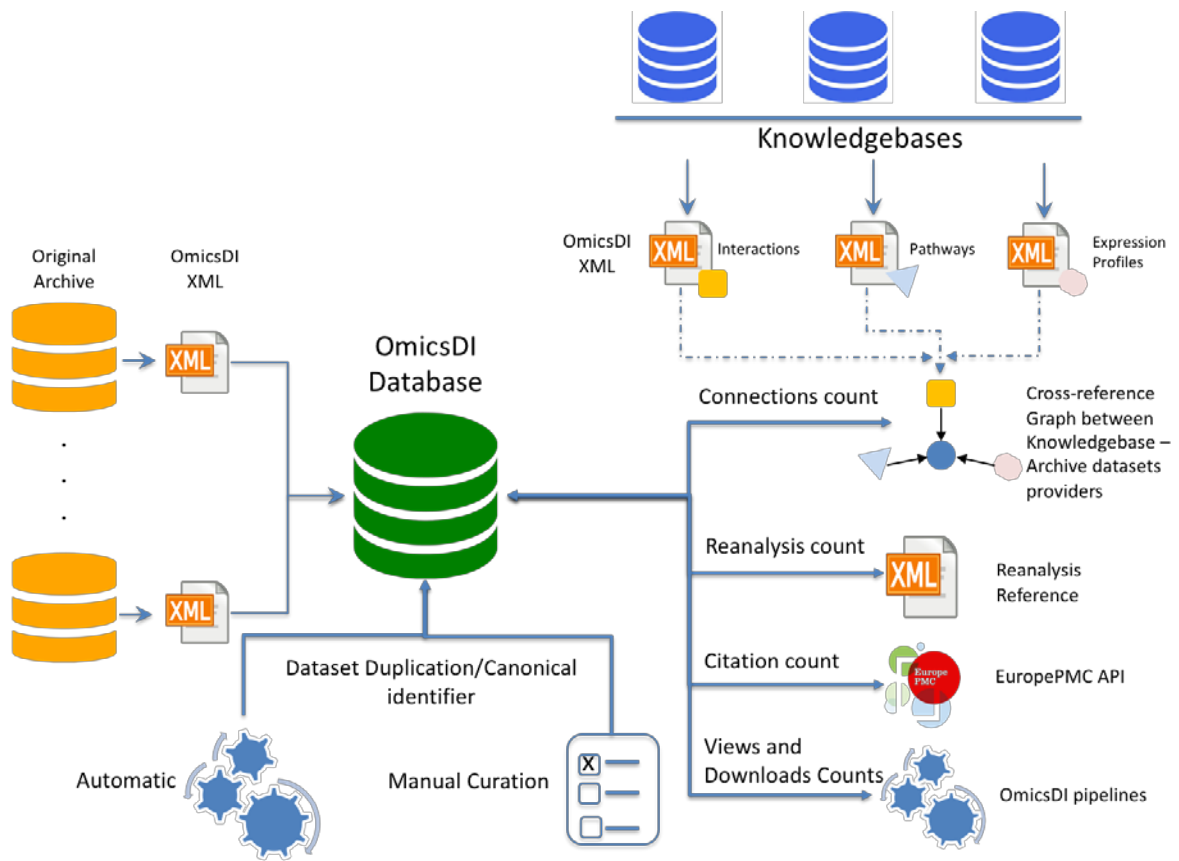 Knowledgebases
OmicsDI
XML
XML
Interactions
XML
Pathways
XML
Expression
Profiles
Original
Archive
OmicsDI
XML
XML
.
.
.
XML
OmicsDI
Database
Connections count
Cross-reference
Graph between
Knowledgebase –
Archive datasets
providers
Reanalysis count
XML
Reanalysis
Reference
Citation count
Europe
PMC
EuropePMC API
Views and
Downloads Counts
OmicsDI pipelines
Dataset Duplication/Canonical
identifier
Automatic
Manual Curation
X